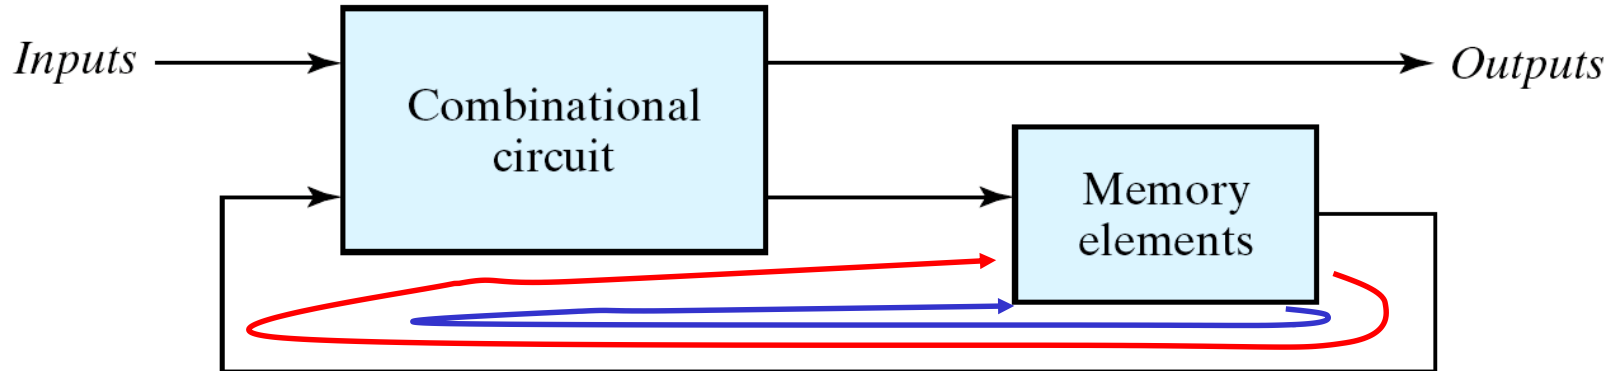 Inputs
Outputs
Combinational
circuit
Memory
elements